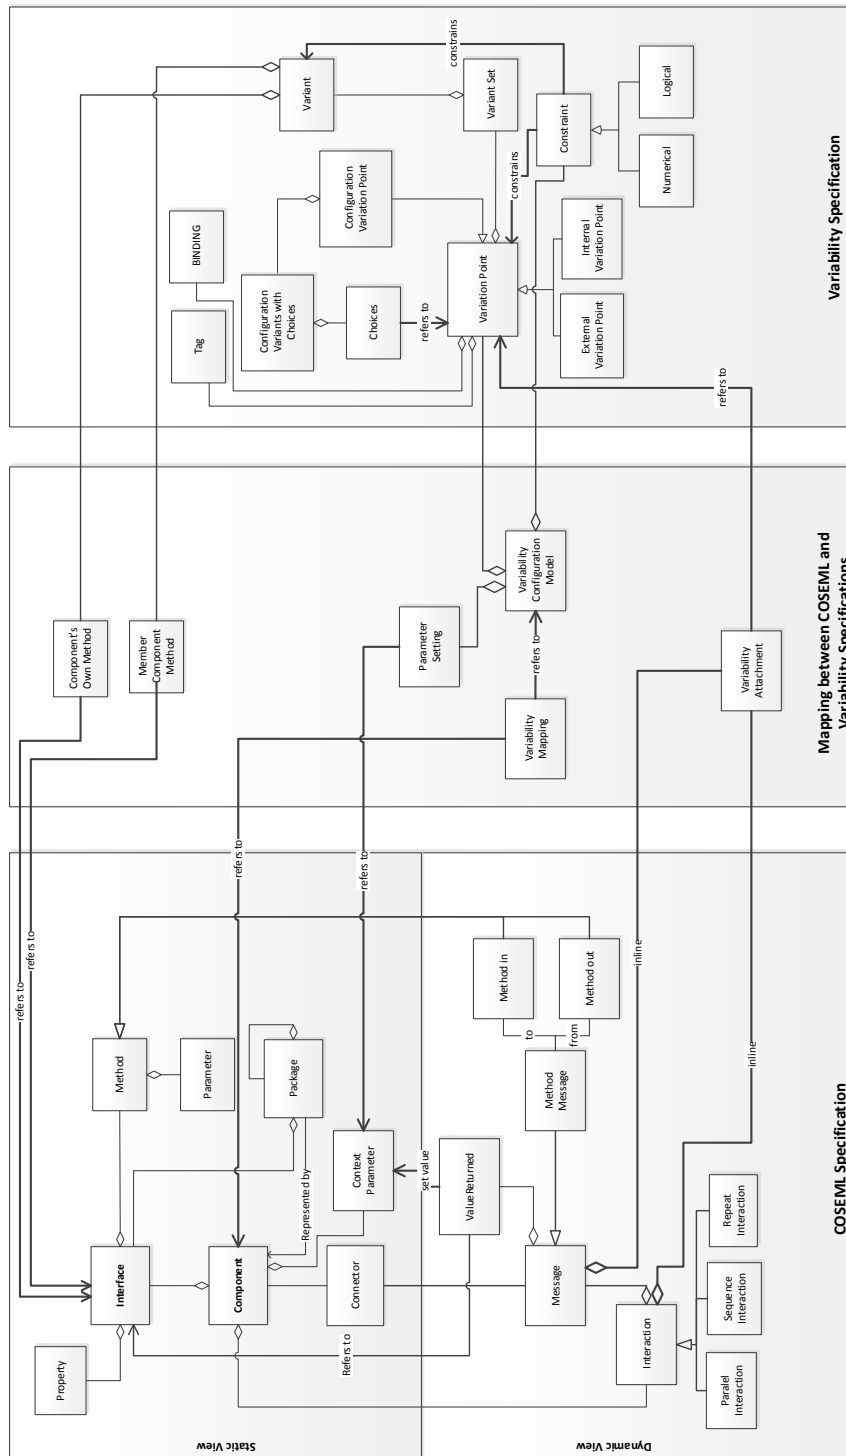 Variability Specification
constrains
Variant
Variant Set
Constraint
Logical
Numerical
constrains
BINDING
Configuration
Variation Point
Configuration
Variants with
Choices
Tag
Choices
refers to
Variation Point
Internal
Variation Point
External
Variation Point
refers to
Mapping between COSEML and
Variability Specifications
Component's
Own Method
Member
Component
Method
Parameter
Setting
Variability
Configuration
Model
refers to
Variability
Mapping
Variability
Attachment
COSEML Specification
refers to
refers to
refers to
refers to
inline
inline
Method
Parameter
Package
Represented by
Context
Parameter
set value
Interface
Component
Connector
Property
Refers to
Static View
Method in
Method out
to
from
Method
Message
ValueReturned
Message
Interaction
Repeat
Interaction
Sequence
Interaction
Paralel
Interaction
Dynamic View